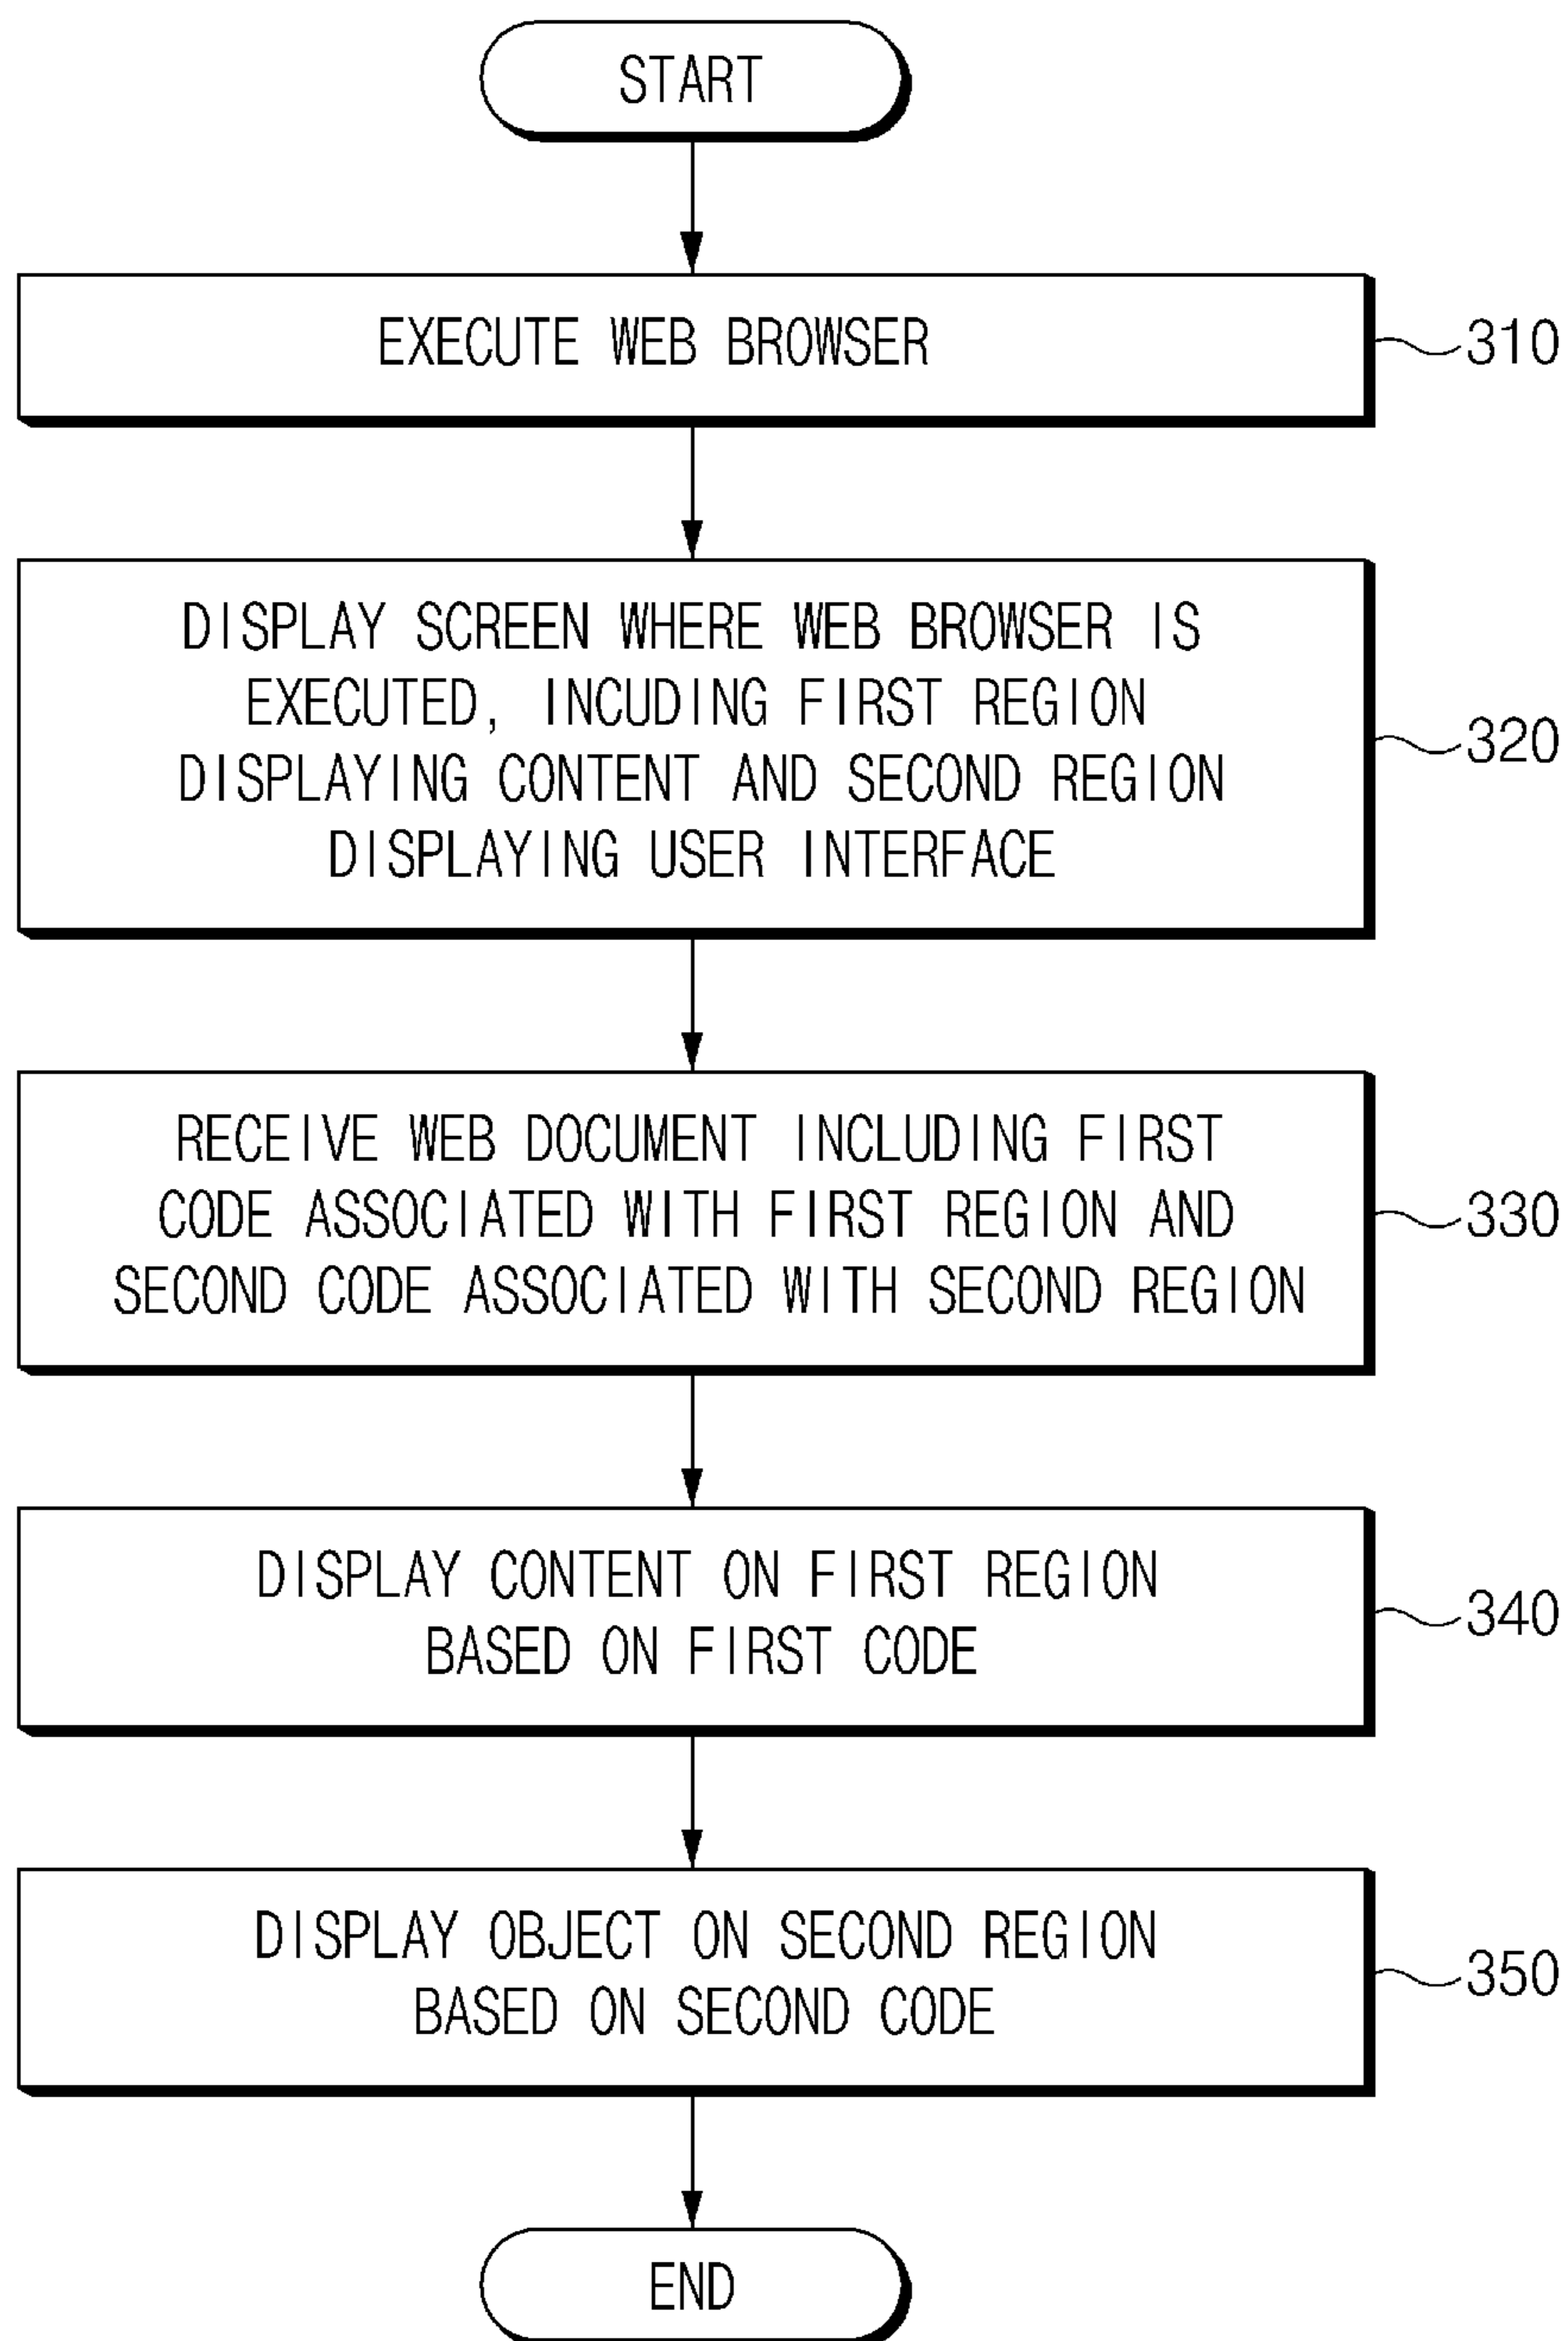 START
EXECUTE WEB BROWSER
310
DISPLAY SCREEN WHERE WEB BROWSER IS
EXECUTED, INCUDING FIRST REGION
DISPLAYING CONTENT AND SECOND REGION
DISPLAYING USER INTERFACE
320
RECEIVE WEB DOCUMENT INCLUDING FIRST
CODE ASSOCIATED WITH FIRST REGION AND
SECOND CODE ASSOCIATED WITH SECOND REGION
330
DISPLAY CONTENT ON FIRST REGION
BASED ON FIRST CODE
340
DISPLAY OBJECT ON SECOND REGION
BASED ON SECOND CODE
350
END